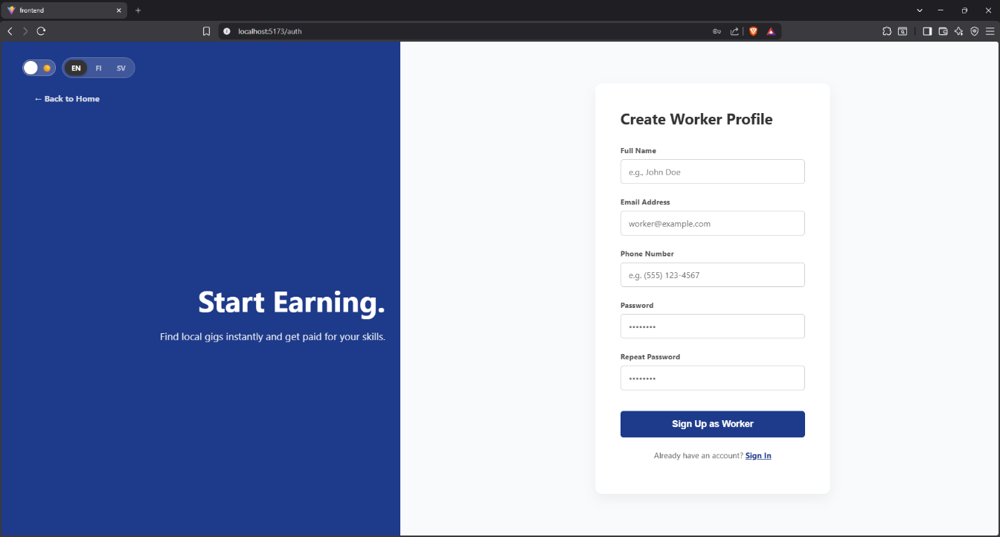 frontend
localhost:5173/auth
EN FI SV
← Back to Home
Start Earning.
Find local gigs instantly and get paid for your skills.
Create Worker Profile
Full Name
e.g., John Doe
Email Address
worker@example.com
Phone Number
e.g. (555) 123-4567
Password
••••••••
Repeat Password
••••••••
Sign Up as Worker
Already have an account? Sign In